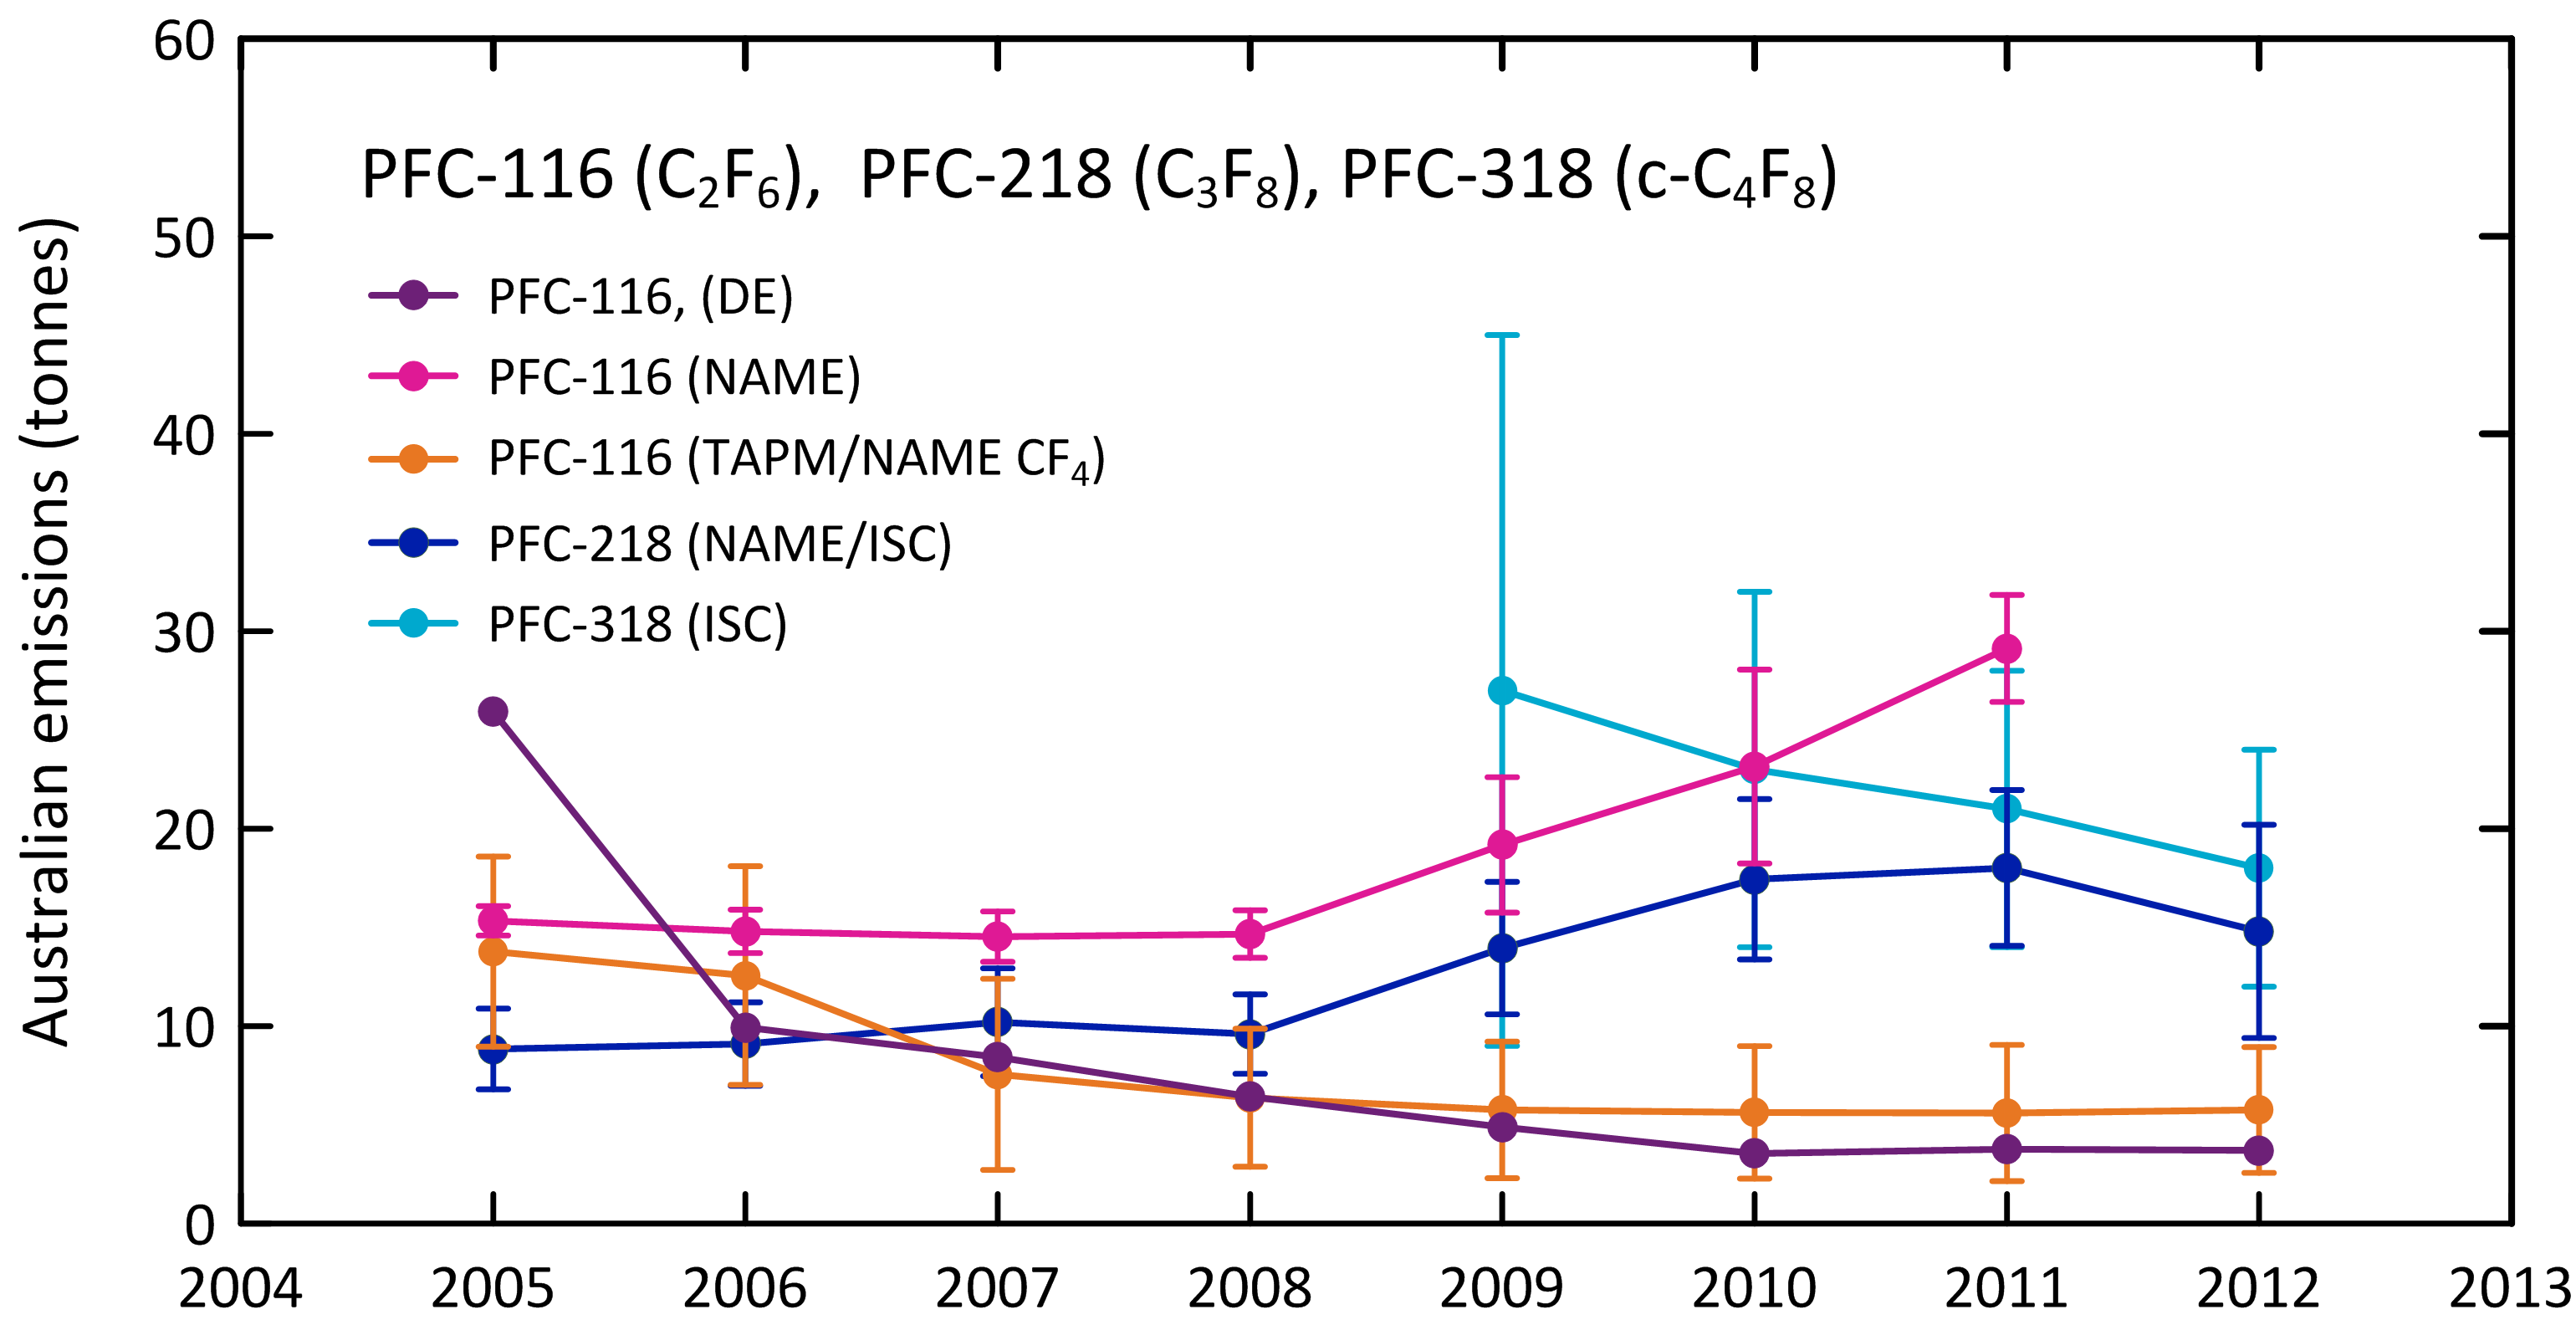 60
PFC-116 (C₂F₆), PFC-218 (C₃F₈), PFC-318 (c-C₄F₈)
50
PFC-116, (DE)
PFC-116 (NAME)
40
PFC-116 (TAPM/NAME CF₄)
PFC-218 (NAME/ISC)
30
PFC-318 (ISC)
20
10
0
Australian emissions (tonnes)
2004 2005 2006 2007 2008 2009 2010 2011 2012 2013